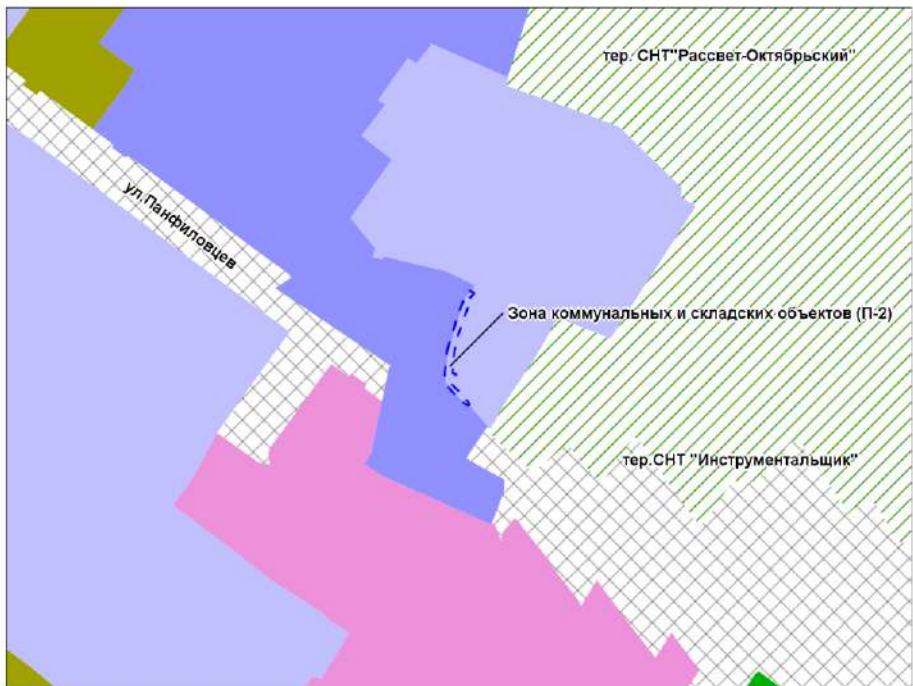 тер. СНТ"Рассвет-Октябрьский"
ул.Панфиловцев
Зона коммунальных и складских объектов (П-2)
тер.СНТ "Инструментальщик"